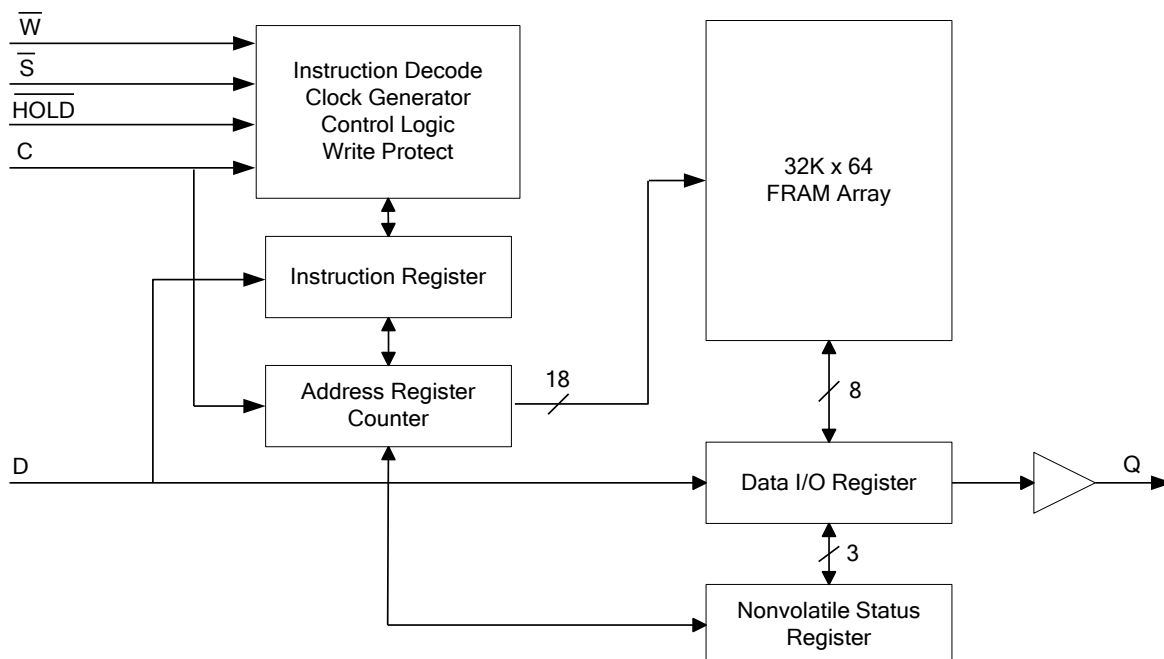 W
S
HOLD
C
Instruction Decode
Clock Generator
Control Logic
Write Protect
32K x 64
FRAM Array
Instruction Register
Address Register
Counter
18
8
D
Data I/O Register
Q
3
Nonvolatile Status
Register